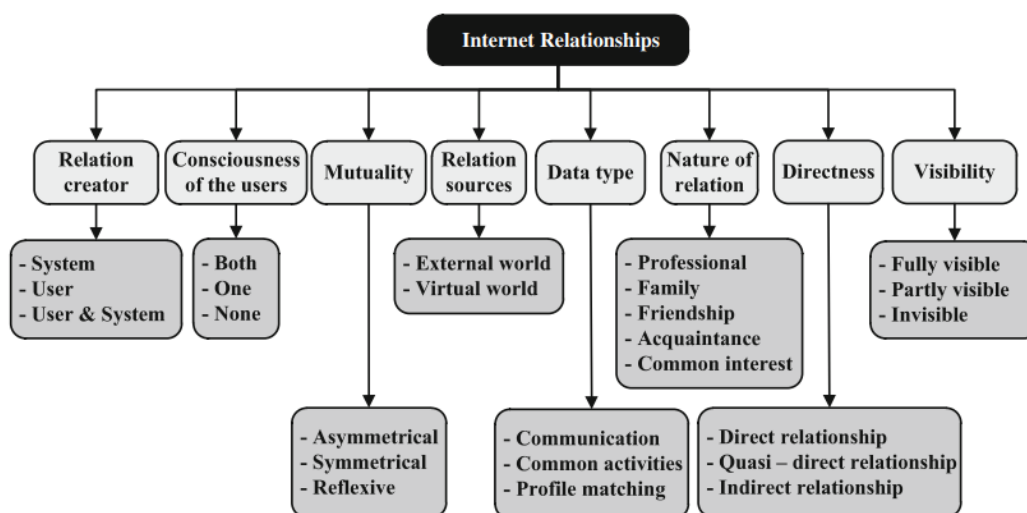 Internet Relationships
Relation
creator
Consciousness
of the users
Mutuality
Relation
sources
Data type
Nature of
relation
Directness
Visibility
- System
- User
- User & System
- Both
- One
- None
- External world
- Virtual world
- Professional
- Family
- Friendship
- Acquaintance
- Common interest
- Fully visible
- Partly visible
- Invisible
- Asymmetrical
- Symmetrical
- Reflexive
- Communication
- Common activities
- Profile matching
- Direct relationship
- Quasi – direct relationship
- Indirect relationship